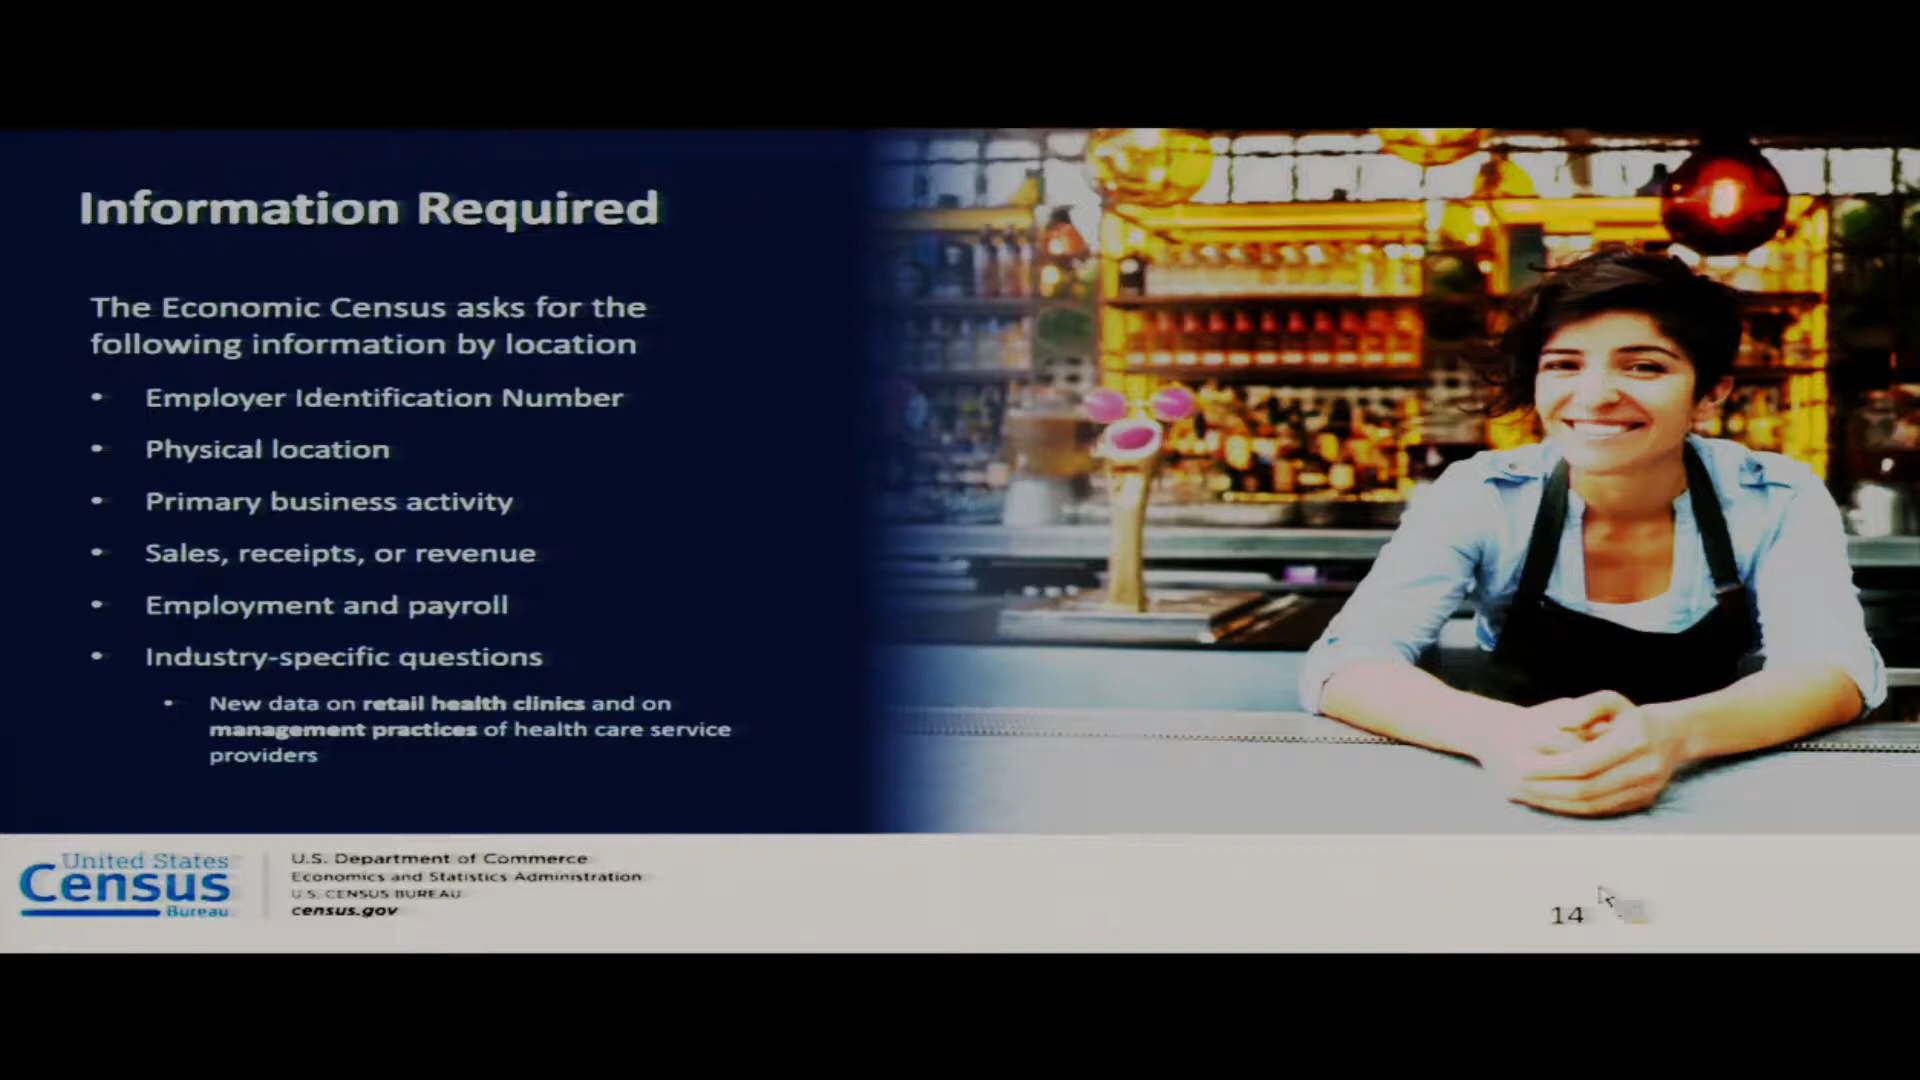 Information Required
The Economic Census asks for the
following information by location
• Employer Identification Number
• Physical location
• Primary business activity
• Sales, receipts, or revenue
• Employment and payroll
• Industry-specific questions
• New data on retail health clinics and on
management practices of health care service
providers
United States
Census
Bureau
U.S. Department of Commerce
Economics and Statistics Administration
U.S. CENSUS BUREAU
census.gov
14